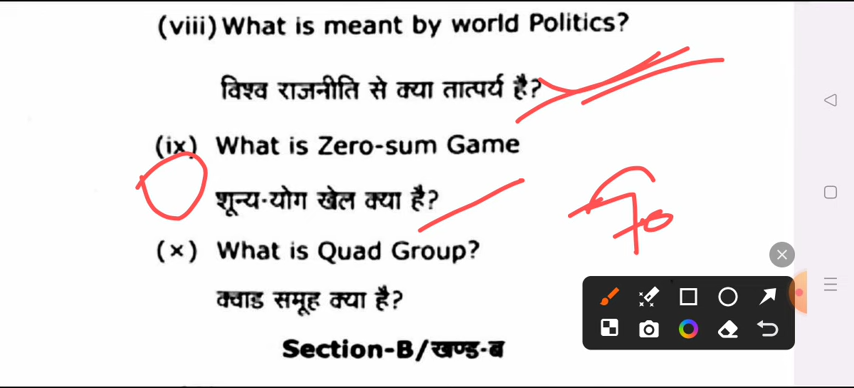 (viii) What is meant by world Politics?
विश्व राजनीति से क्या तात्पर्य है?
(ix) What is Zero-sum Game
शून्य-योग खेल क्या है?
(x) What is Quad Group?
क्वाड समूह क्या है?
Section-B/खण्ड-ब